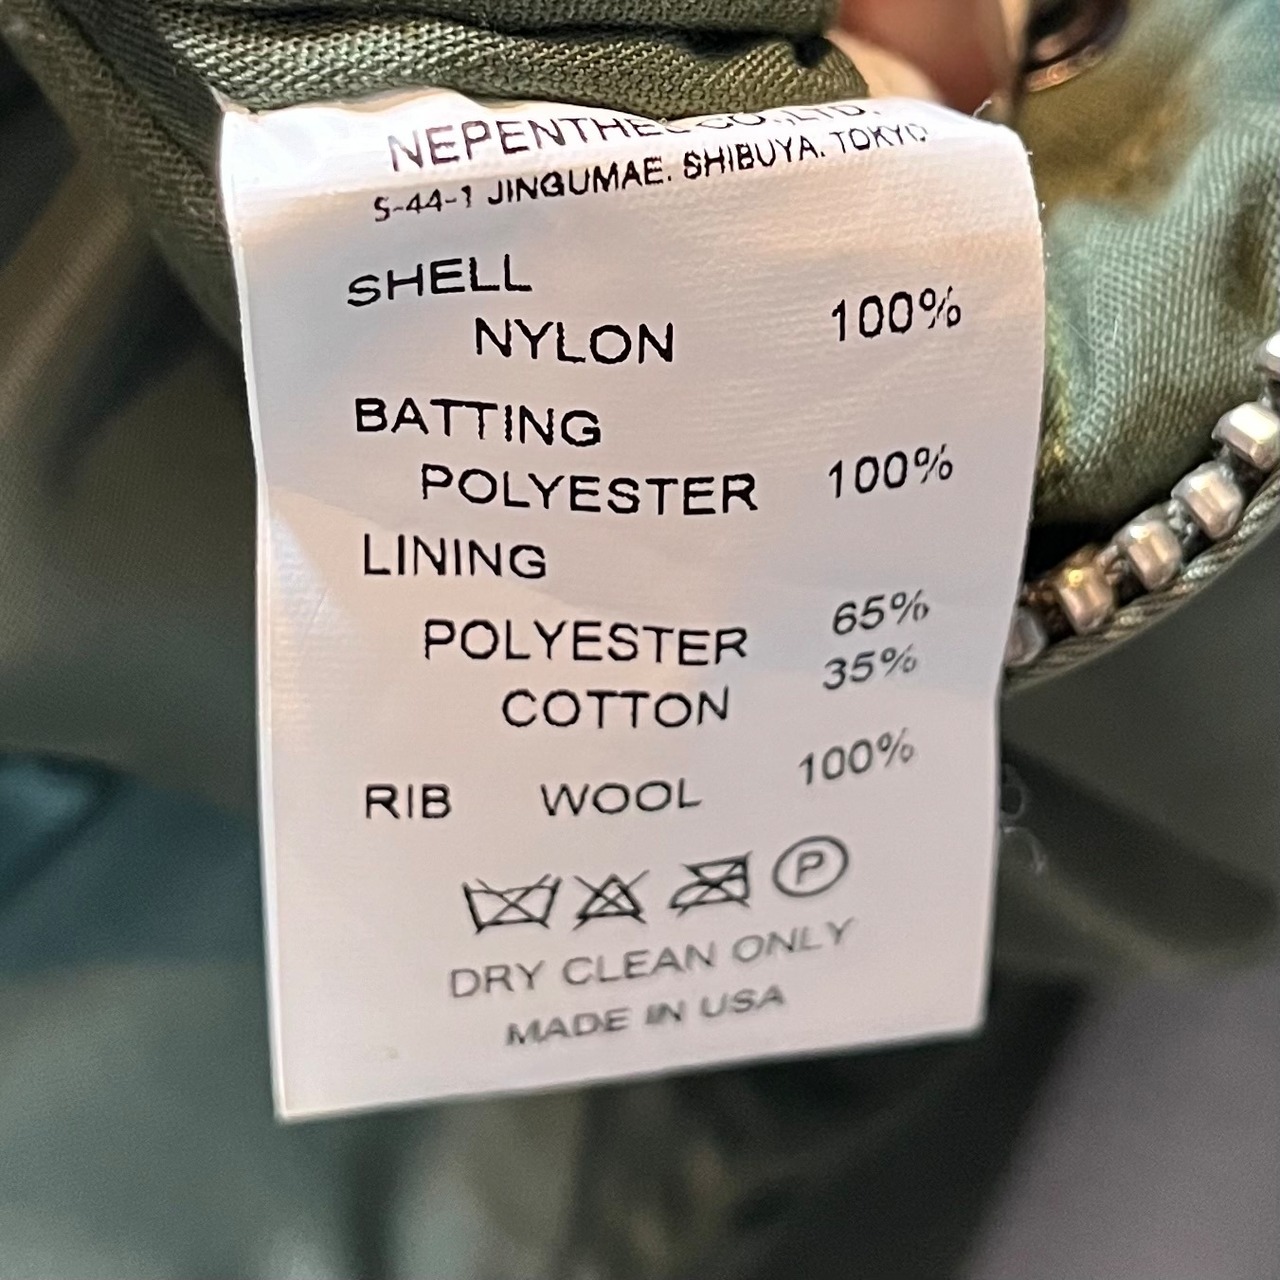 NEPENTHES CO.,LTD.
5-44-1 JINGUMAE. SHIBUYA. TOKYO
SHELL
NYLON 100%
BATTING
POLYESTER 100%
LINING
POLYESTER 65%
COTTON 35%
RIB WOOL 100%
P
DRY CLEAN ONLY
MADE IN USA